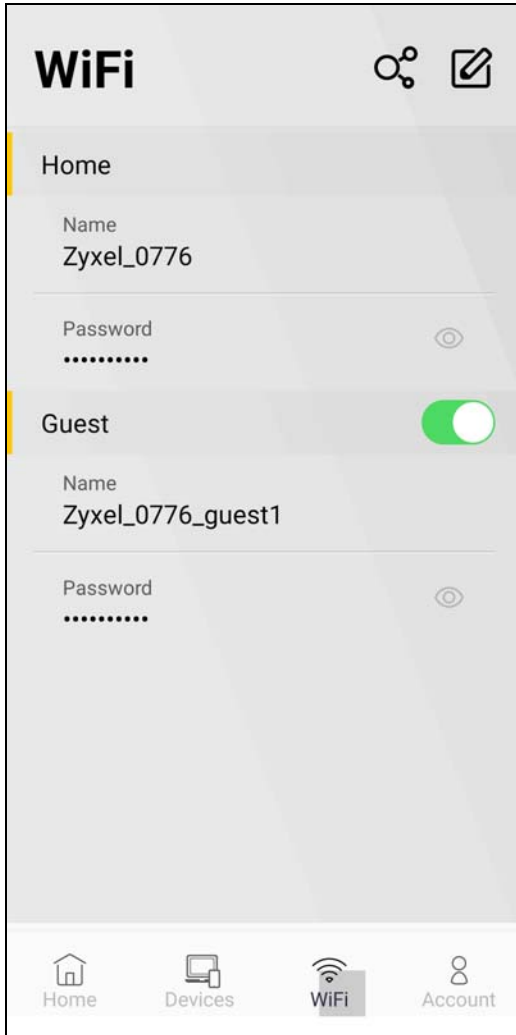 WiFi
Home
Name
Zyxel_0776
Password
••••••••••
Guest
Name
Zyxel_0776_guest1
Password
••••••••••
Home Devices WiFi Account